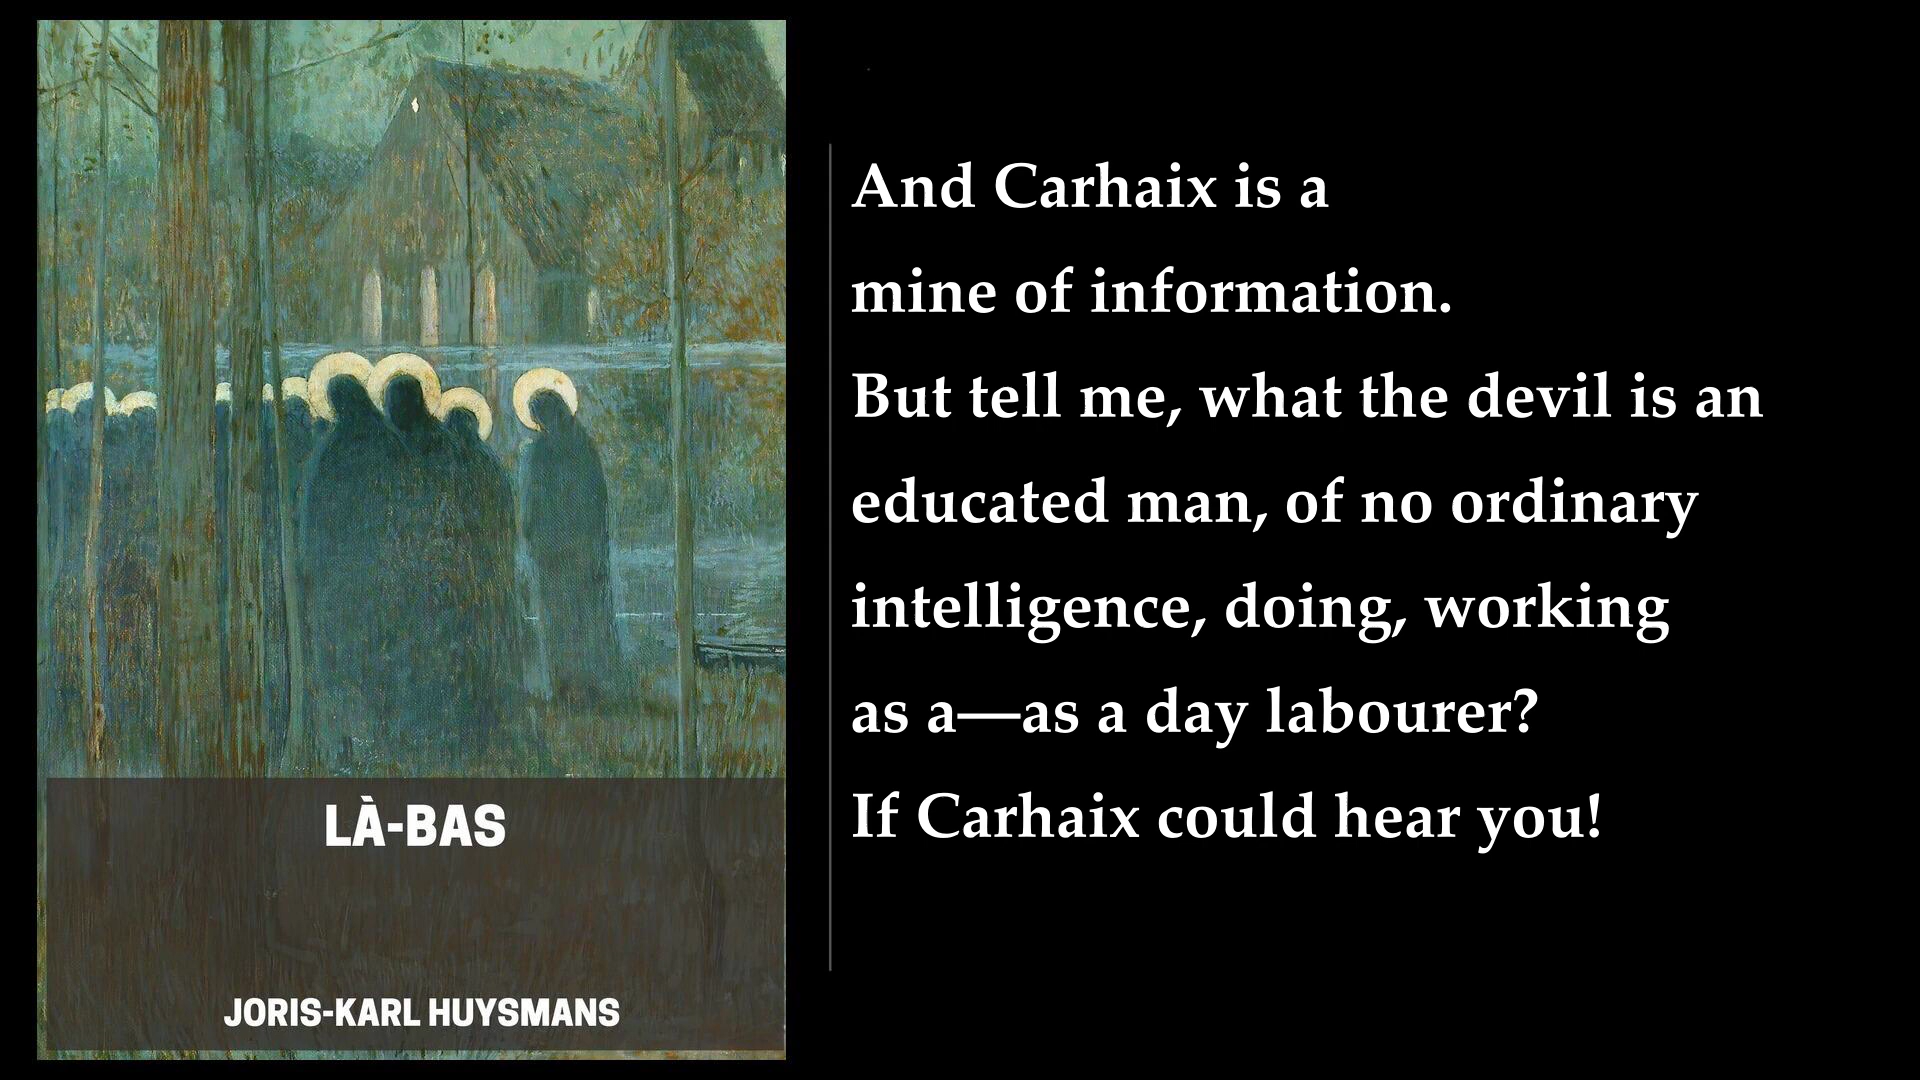 LÀ-BAS
JORIS-KARL HUYSMANS
And Carhaix is a
mine of information.
But tell me, what the devil is an
educated man, of no ordinary
intelligence, doing, working
as a—as a day labourer?
If Carhaix could hear you!